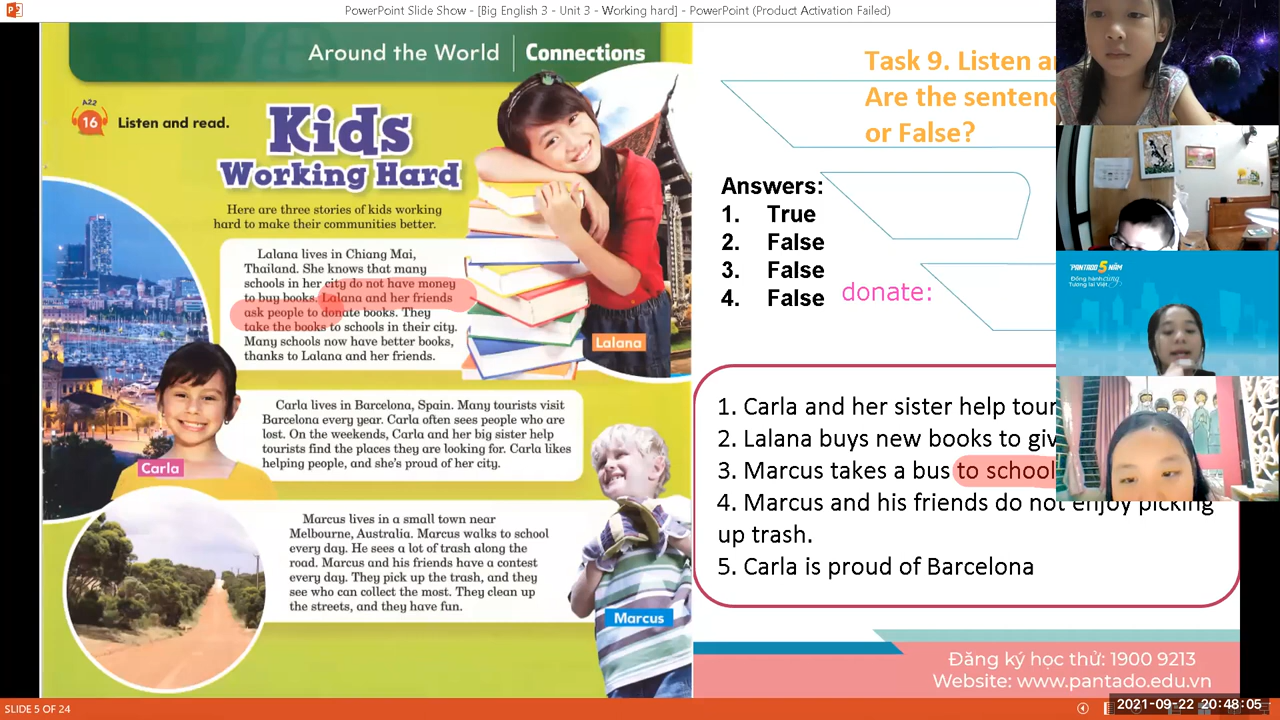 PowerPoint Slide Show - [Big English 3 - Unit 3 - Working hard] - PowerPoint (Product Activation Failed)
Around the World | Connections
A22
16
Listen and read.
Kids
Working Hard
Here are three stories of kids working
hard to make their communities better.
Lalana lives in Chiang Mai,
Thailand. She knows that many
schools in her city do not have money
to buy books. Lalana and her friends
ask people to donate books. They
take the books to schools in their city.
Many schools now have better books,
thanks to Lalana and her friends.
Lalana
Carla lives in Barcelona, Spain. Many tourists visit
Barcelona every year. Carla often sees people who are
lost. On the weekends, Carla and her big sister help
tourists find the places they are looking for. Carla likes
helping people, and she's proud of her city.
Carla
Marcus lives in a small town near
Melbourne, Australia. Marcus walks to school
every day. He sees a lot of trash along the
road. Marcus and his friends have a contest
every day. They pick up the trash, and they
see who can collect the most. They clean up
the streets, and they have fun.
Marcus
Task 9. Listen
Are the
or False?
Answers:
1. True
2. False
3. False
4. False
donate:
1. Carla and her sister help
2. Lalana buys new books to
3. Marcus takes a bus to school
4. Marcus and his friends do not enjoy picking
up trash.
5. Carla is proud of Barcelona
PANTADO 5 NĂM
Đồng hành cùng
Tương lai Việt
Đăng ký học thử: 1900 9213
Website: www.pantado.edu.vn
SLIDE 5 OF 24
2021-09-22 20:48:05